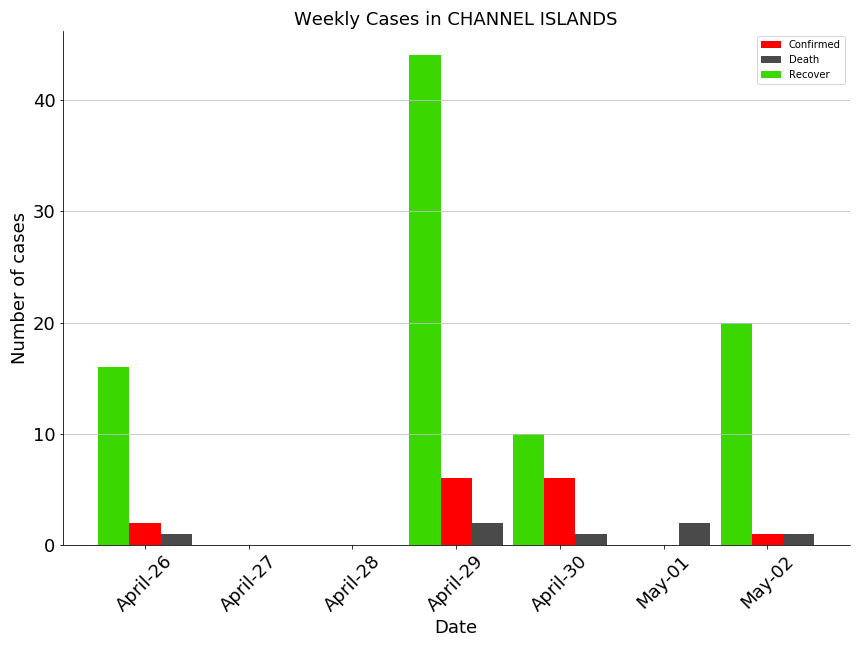 Weekly Cases in CHANNEL ISLANDS
Confirmed
Death
Recover
Number of cases
40
30
20
10
0
April-26
April-27
April-28
April-29
April-30
May-01
May-02
Date